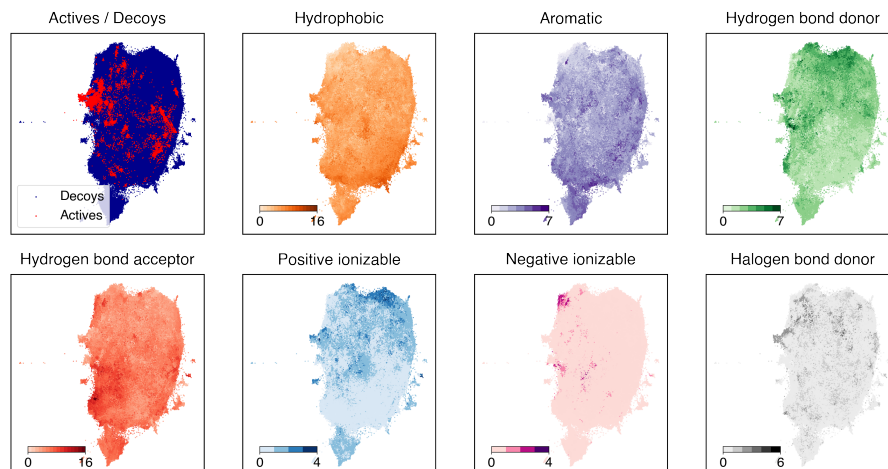 Actives / Decoys
Hydrophobic
Aromatic
Hydrogen bond donor
Decoys
Actives
0 16
0 7
0 7
Hydrogen bond acceptor
Positive ionizable
Negative ionizable
Halogen bond donor
0 16
0 4
0 4
0 6